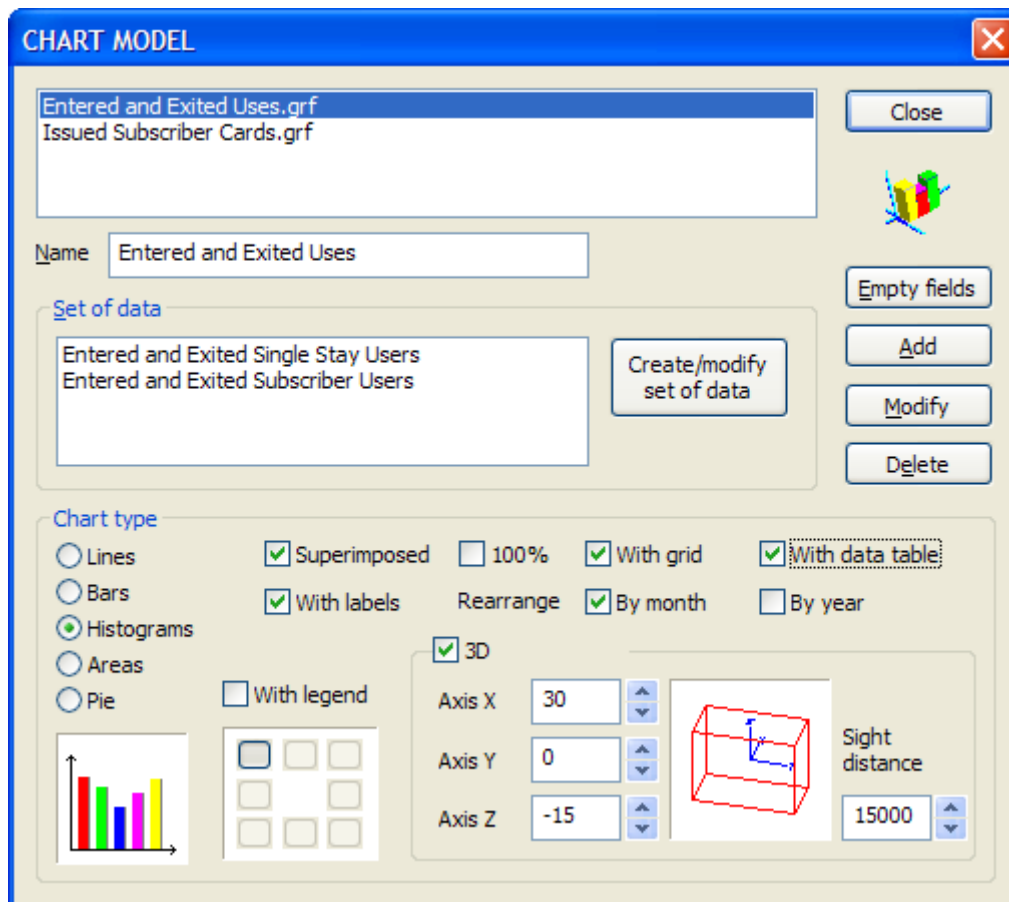 CHART MODEL
Entered and Exited Uses.grf
Issued Subscriber Cards.grf
Close
Name Entered and Exited Uses
Empty fields
Set of data
Entered and Exited Single Stay Users
Entered and Exited Subscriber Users
Create/modify
set of data
Add
Modify
Delete
Chart type
Lines
Superimposed 100% With grid With data table
Bars
With labels Rearrange By month By year
Histograms
Areas
3D
Pie
With legend
Axis X 30
Axis Y 0
Axis Z -15
Sight
distance
15000